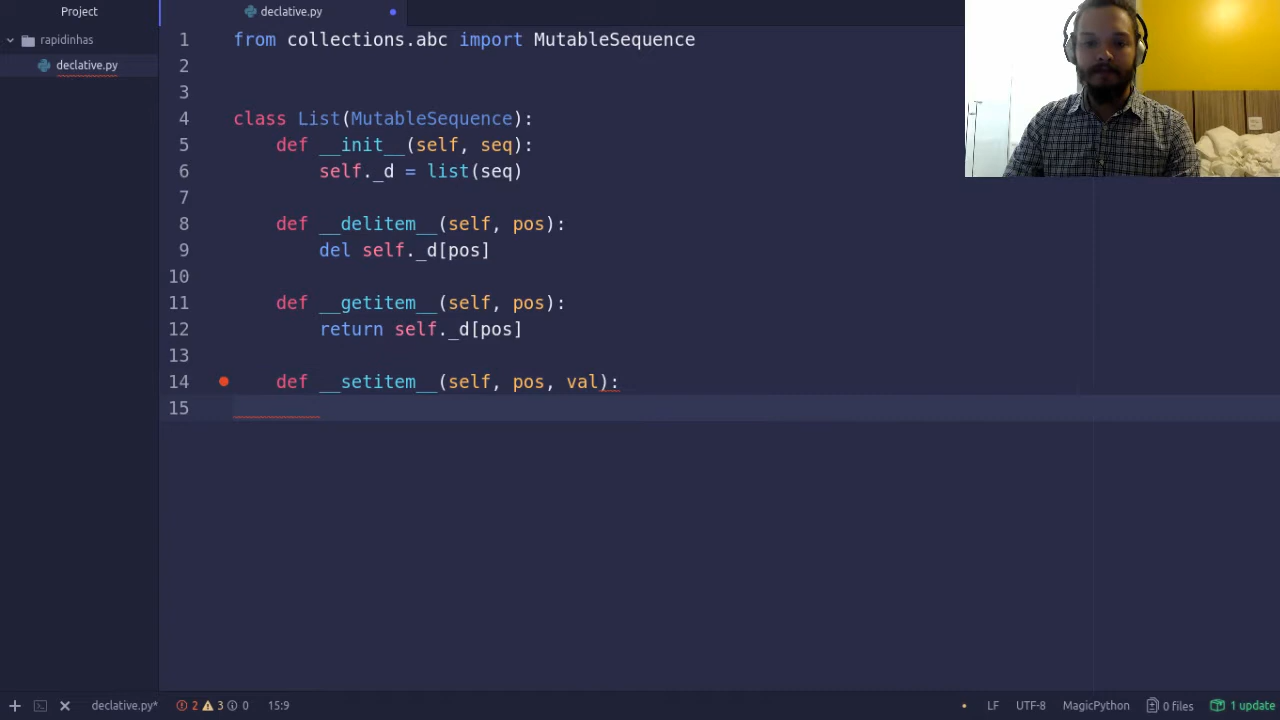 Project
declative.py
rapidinhas
declative.py
1 from collections.abc import MutableSequence
2
3
4 class List(MutableSequence):
5 def __init__(self, seq):
6 self._d = list(seq)
7
8 def __delitem__(self, pos):
9 del self._d[pos]
10
11 def __getitem__(self, pos):
12 return self._d[pos]
13
14 def __setitem__(self, pos, val):
15
declative.py* 2 3 0 15:9 LF UTF-8 MagicPython 0 files 1 update